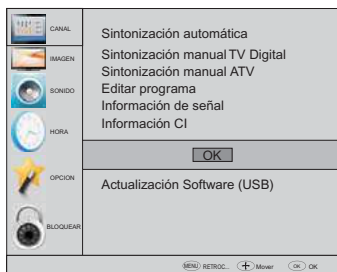 CANAL
IMAGEN
SONIDO
HORA
OPCION
BLOQUEAR
Sintonización automática
Sintonización manual TV Digital
Sintonización manual ATV
Editar programa
Información de señal
Información CI
OK
Actualización Software (USB)
MENU RETROC... Mover OK OK